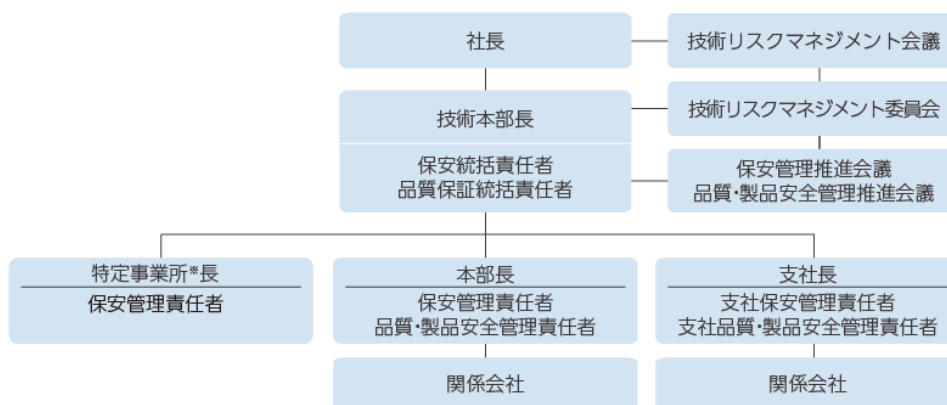 社長
技術リスクマネジメント会議
技術本部長
技術リスクマネジメント委員会
保安統括責任者
品質保証統括責任者
保安管理推進会議
品質・製品安全管理推進会議
特定事業所※長
保安管理責任者
本部長
保安管理責任者
品質・製品安全管理責任者
支社長
支社保安管理責任者
支社品質・製品安全管理責任者
関係会社
関係会社